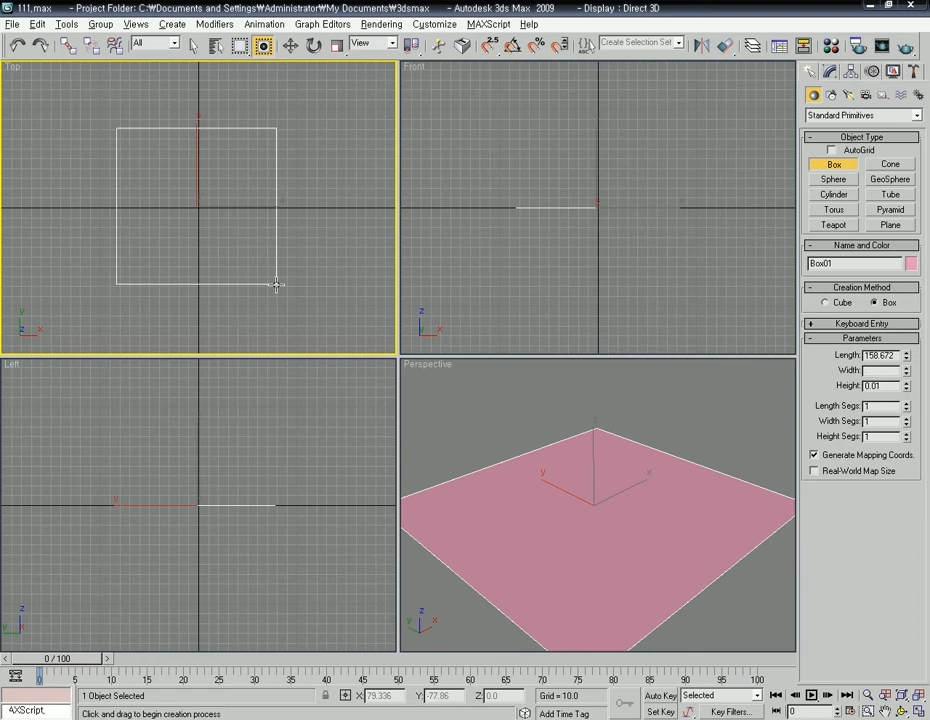 111.max - Project Folder: C:₩Documents and Settings₩Administrator₩My Documents₩3dsmax - Autodesk 3ds Max 2009 - Display : Direct 3D
File Edit Tools Group Views Create Modifiers Animation Graph Editors Rendering Customize MAXScript Help
All View 2.5 Create Selection Set
Top
Front
Standard Primitives
- Object Type
AutoGrid
Box Cone
Sphere GeoSphere
Cylinder Tube
Torus Pyramid
Teapot Plane
- Name and Color
Box01
- Creation Method
Cube Box
+ Keyboard Entry
- Parameters
Length: 158.672
Width:
Height: 0.01
Length Segs: 1
Width Segs: 1
Height Segs: 1
Generate Mapping Coords.
Real-World Map Size
y
z x
z
y x
Left
Perspective
y
z
y x
z
y x
z
y x
< 0 / 100 >
0 5 10 15 20 25 30 35 40 45 50 55 60 65 70 75 80 85 90 95 100
1 Object Selected X: 79.336 Y: -77.86 Z: 0.0 Grid = 10.0 Auto Key Selected
AXScript. Click and drag to begin creation process Add Time Tag Set Key Key Filters... 0